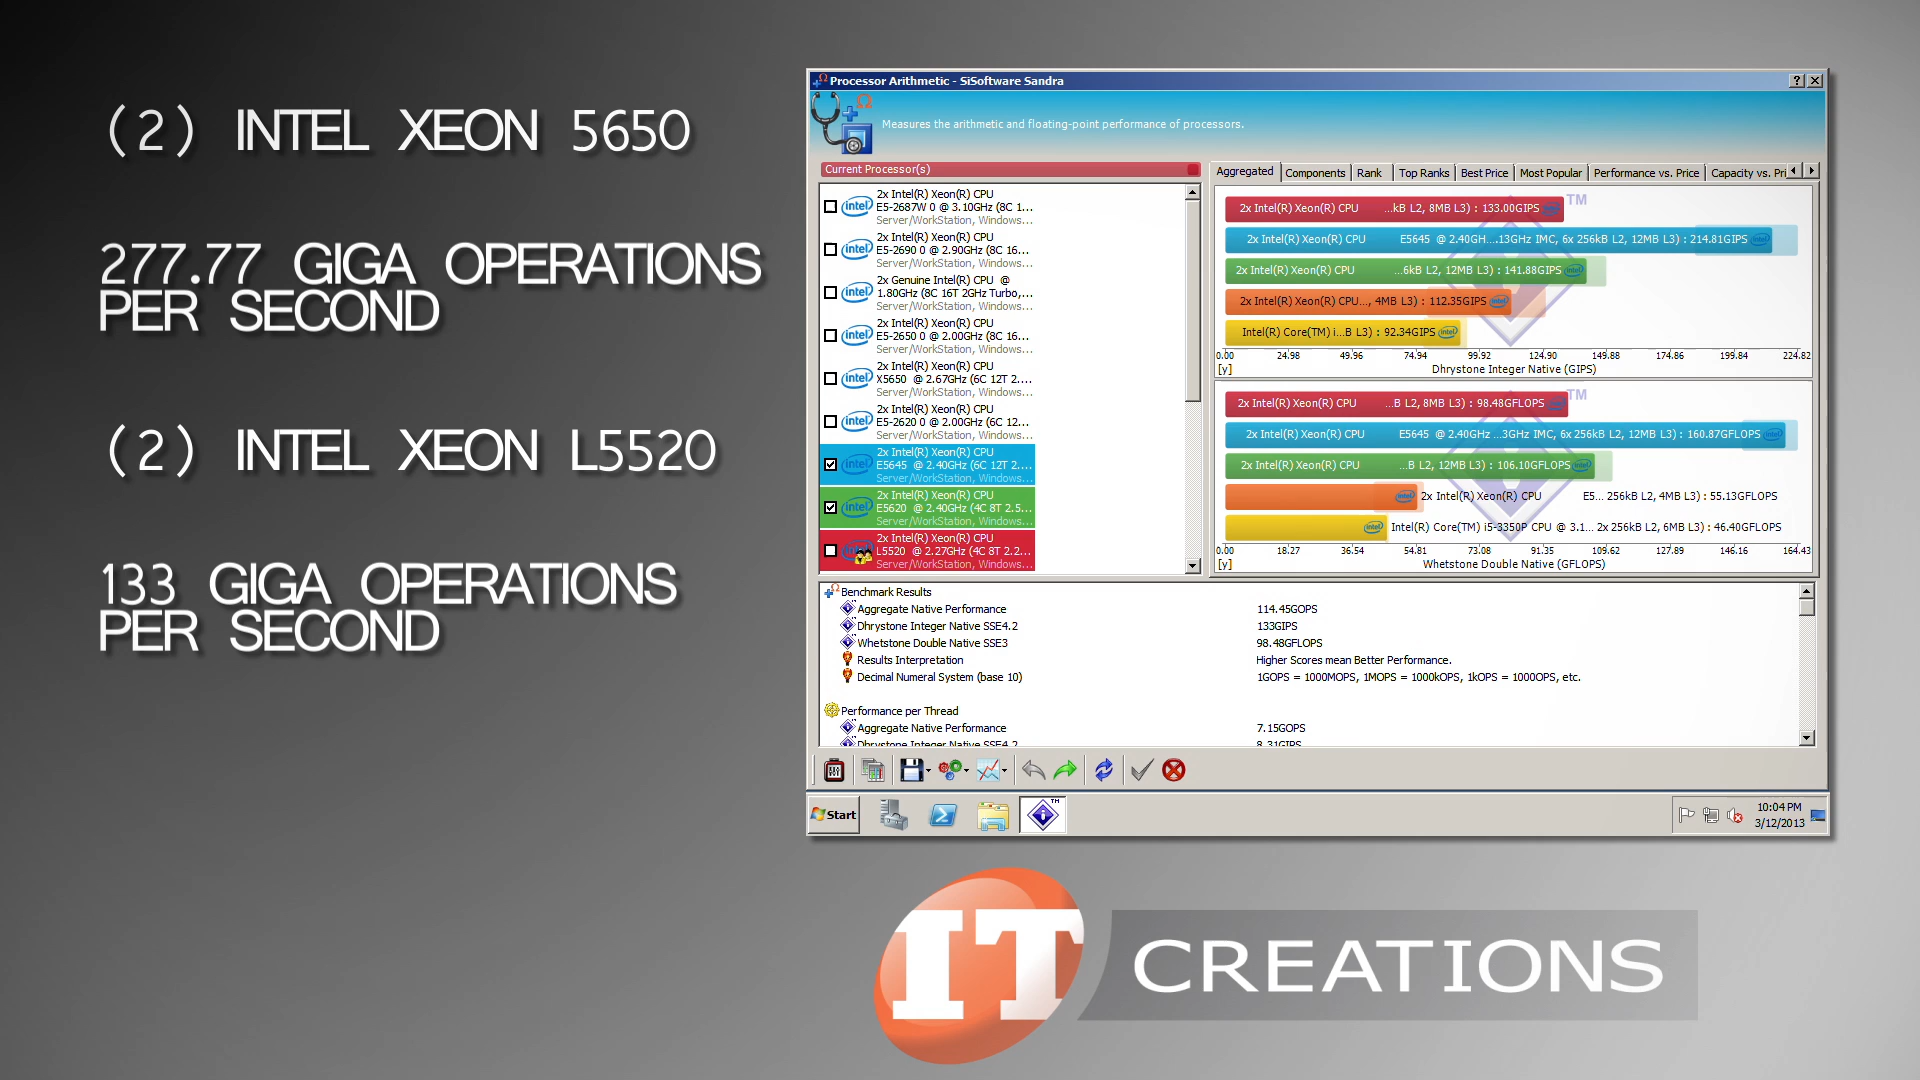 (2) INTEL XEON 5650
277.77 GIGA OPERATIONS
PER SECOND
(2) INTEL XEON L5520
133 GIGA OPERATIONS
PER SECOND
Processor Arithmetic - SiSoftware Sandra
Measures the arithmetic and floating-point performance of processors.
Current Processor(s)
2x Intel(R) Xeon(R) CPU
E5-2687W 0 @ 3.10GHz (8C 1...
Server/WorkStation, Windows...
2x Intel(R) Xeon(R) CPU
E5-2690 0 @ 2.90GHz (8C 16...
Server/WorkStation, Windows...
2x Genuine Intel(R) CPU @
1.80GHz (8C 16T 2GHz Turbo,...
Server/WorkStation, Windows...
2x Intel(R) Xeon(R) CPU
E5-2650 0 @ 2.00GHz (8C 16...
Server/WorkStation, Windows...
2x Intel(R) Xeon(R) CPU
X5650 @ 2.67GHz (6C 12T 2....
Server/WorkStation, Windows...
2x Intel(R) Xeon(R) CPU
E5-2620 0 @ 2.00GHz (6C 12...
Server/WorkStation, Windows...
2x Intel(R) Xeon(R) CPU
E5645 @ 2.40GHz (6C 12T 2....
Server/WorkStation, Windows...
2x Intel(R) Xeon(R) CPU
E5620 @ 2.40GHz (4C 8T 2.5...
Server/WorkStation, Windows...
2x Intel(R) Xeon(R) CPU
L5520 @ 2.27GHz (4C 8T 2.2...
Server/WorkStation, Windows...
Aggregated Components Rank Top Ranks Best Price Most Popular Performance vs. Price Capacity vs. Pri
2x Intel(R) Xeon(R) CPU ...kB L2, 8MB L3) : 133.00GIPS
2x Intel(R) Xeon(R) CPU E5645 @ 2.40GH....13GHz IMC, 6x 256kB L2, 12MB L3) : 214.81GIPS
2x Intel(R) Xeon(R) CPU ...6kB L2, 12MB L3) : 141.88GIPS
2x Intel(R) Xeon(R) CPU..., 4MB L3) : 112.35GIPS
Intel(R) Core(TM) i...B L3) : 92.34GIPS
0.00 24.98 49.96 74.94 99.92 124.90 149.88 174.86 199.84 224.82
[y] Dhrystone Integer Native (GIPS)
2x Intel(R) Xeon(R) CPU ...B L2, 8MB L3) : 98.48GFLOPS
2x Intel(R) Xeon(R) CPU E5645 @ 2.40GHz ...3GHz IMC, 6x 256kB L2, 12MB L3) : 160.87GFLOPS
2x Intel(R) Xeon(R) CPU ...B L2, 12MB L3) : 106.10GFLOPS
2x Intel(R) Xeon(R) CPU E5... 256kB L2, 4MB L3) : 55.13GFLOPS
Intel(R) Core(TM) i5-3350P CPU @ 3.1... 2x 256kB L2, 6MB L3) : 46.40GFLOPS
0.00 18.27 36.54 54.81 73.08 91.35 109.62 127.89 146.16 164.43
[y] Whetstone Double Native (GFLOPS)
Benchmark Results
Aggregate Native Performance 114.45GOPS
Dhrystone Integer Native SSE4.2 133GIPS
Whetstone Double Native SSE3 98.48GFLOPS
Results Interpretation Higher Scores mean Better Performance.
Decimal Numeral System (base 10) 1GOPS = 1000MOPS, 1MOPS = 1000kOPS, 1kOPS = 1000OPS, etc.
Performance per Thread
Aggregate Native Performance 7.15GOPS
Dhrystone Integer Native SSE4.2 8.31GIPS
Start
10:04 PM
3/12/2013
IT CREATIONS